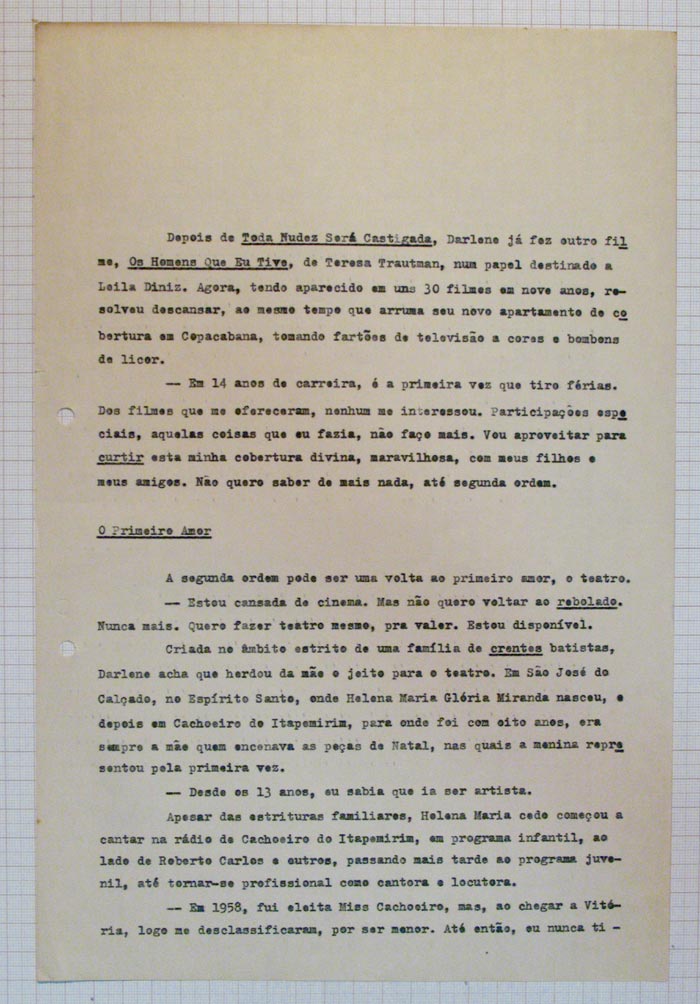 Depois de Toda Nudez Será Castigada, Darlene já fez outro fil
me, Os Homens Que Eu Tive, de Teresa Trautman, num papel destinado a
Leila Diniz. Agora, tendo aparecido em uns 30 filmes em nove anos, re-
solveu descansar, ao mesmo tempo que arruma seu novo apartamento de co
bertura em Copacabana, tomando fartões de televisão a cores e bombons
de licor.
-- Em 14 anos de carreira, é a primeira vez que tiro férias.
Dos filmes que me ofereceram, nenhum me interessou. Participações espe
ciais, aquelas coisas que eu fazia, não faço mais. Vou aproveitar para
curtir esta minha cobertura divina, maravilhosa, com meus filhos e
meus amigos. Não quero saber de mais nada, até segunda ordem.
O Primeiro Amor
A segunda ordem pode ser uma volta ao primeiro amor, o teatro.
-- Estou cansada de cinema. Mas não quero voltar ao rebolado.
Nunca mais. Quero fazer teatro mesmo, pra valer. Estou disponível.
Criada no âmbito estrito de uma família de crentes batistas,
Darlene acha que herdou da mãe o jeito para o teatro. Em São José do
Calçado, no Espírito Santo, onde Helena Maria Glória Miranda nasceu, e
depois em Cachoeiro do Itapemirim, para onde foi com oito anos, era
sempre a mãe quem encenava as peças de Natal, nas quais a menina repre
sentou pela primeira vez.
-- Desde os 13 anos, eu sabia que ia ser artista.
Apesar das estrituras familiares, Helena Maria cedo começou a
cantar na rádio de Cachoeiro do Itapemirim, em programa infantil, ao
lado de Roberto Carlos e outros, passando mais tarde ao programa juve-
nil, até tornar-se profissional como cantora e locutora.
-- Em 1958, fui eleita Miss Cachoeiro, mas, ao chegar a Vitó-
ria, logo me desclassificaram, por ser menor. Até então, eu nunca ti -